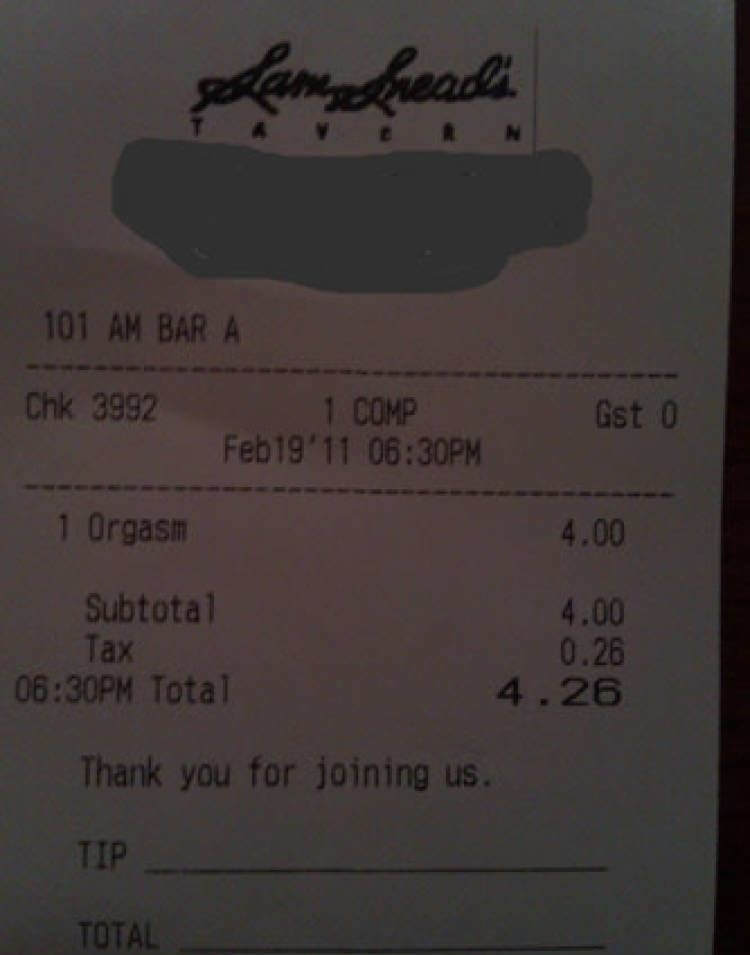 Sam Snead's
TAVERN
101 AM BAR A
Chk 3992 1 COMP Gst 0
Feb19'11 06:30PM
1 Orgasm 4.00
Subtotal 4.00
Tax 0.26
06:30PM Total 4.26
Thank you for joining us.
TIP
TOTAL